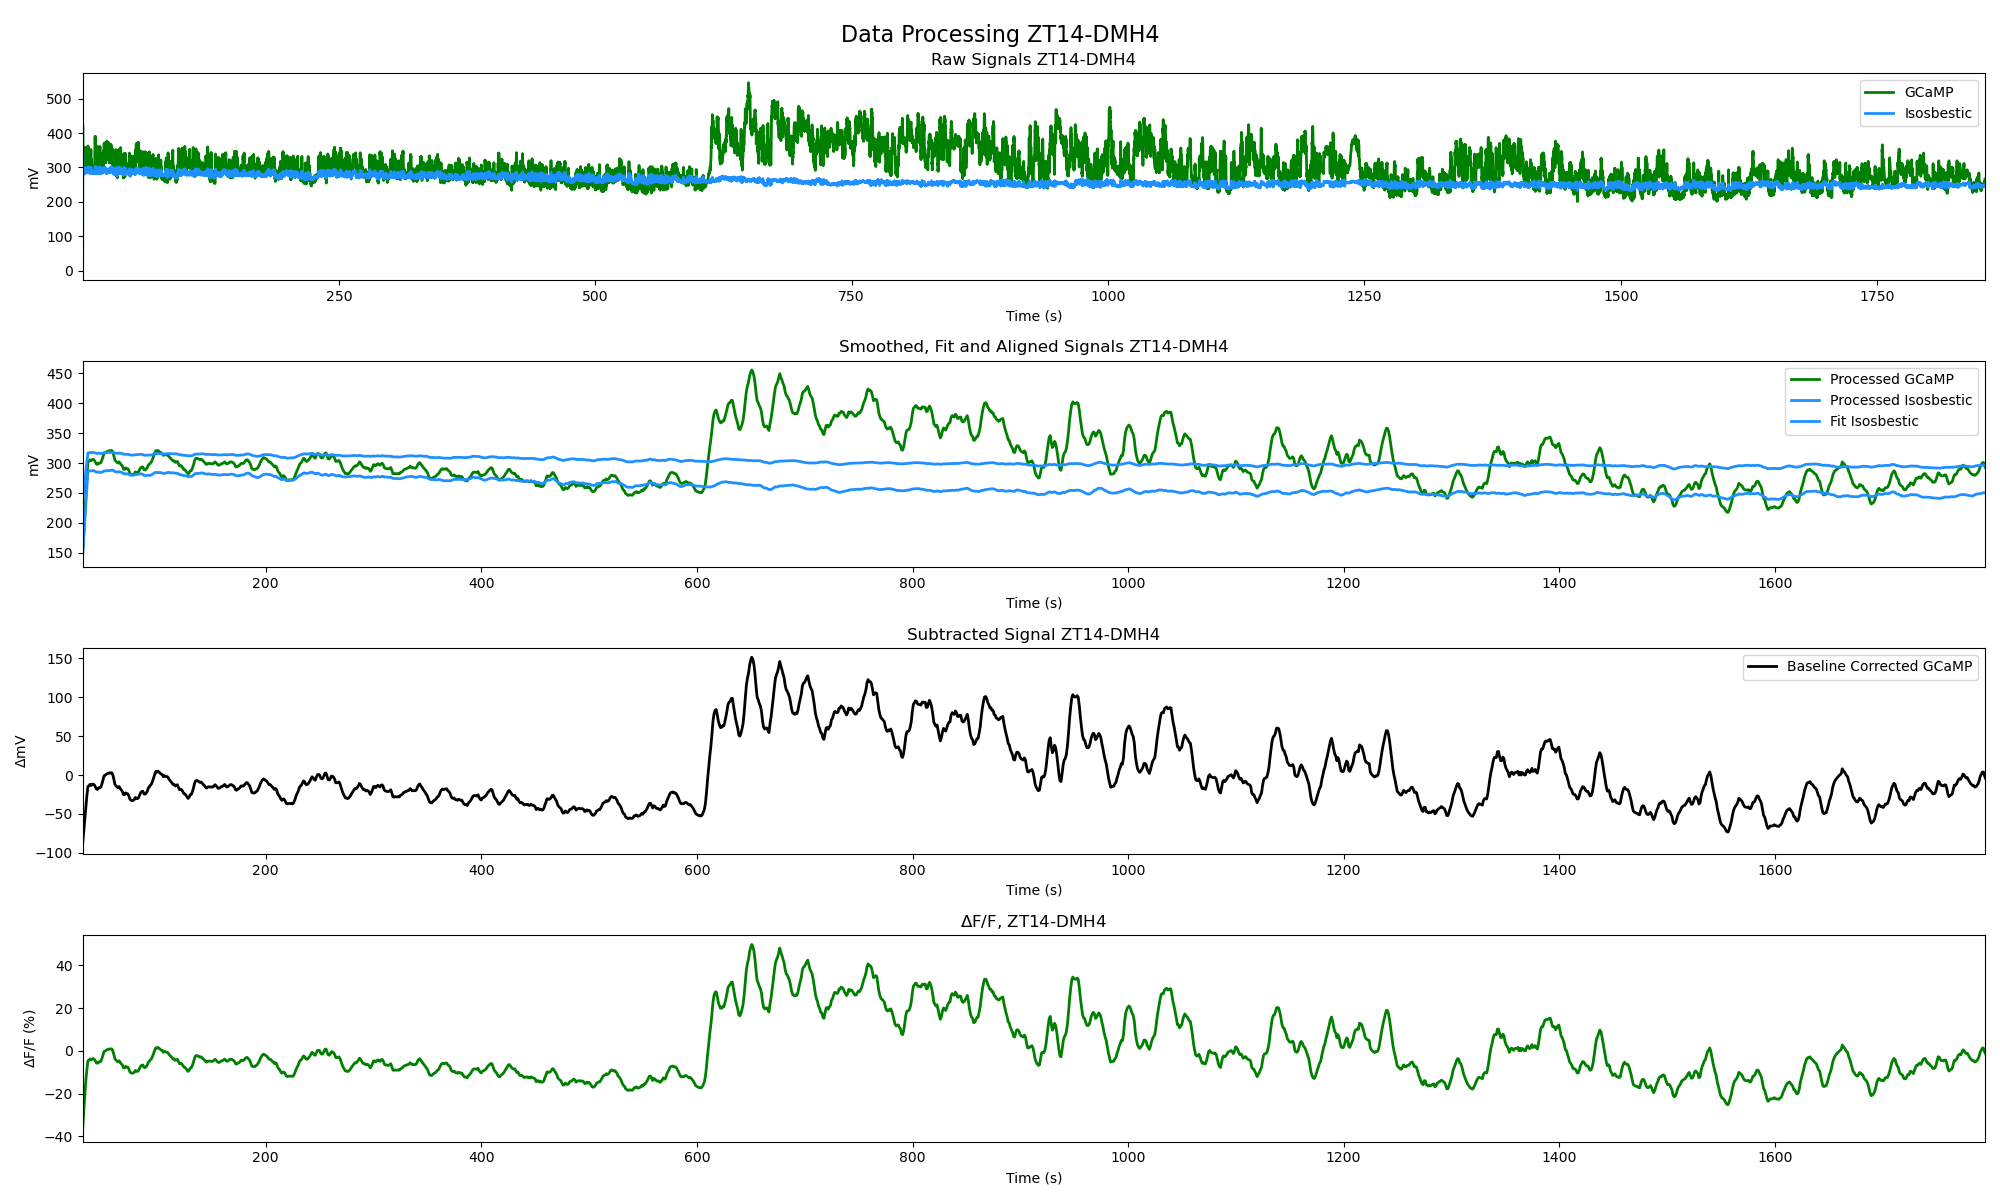 Data Processing ZT14-DMH4
Raw Signals ZT14-DMH4
500
400
300
200
100
0
mV
GCaMP
Isosbestic
250 500 750 1000 1250 1500 1750
Time (s)
Smoothed, Fit and Aligned Signals ZT14-DMH4
450
400
350
300
250
200
150
mV
Processed GCaMP
Processed Isosbestic
Fit Isosbestic
200 400 600 800 1000 1200 1400 1600
Time (s)
Subtracted Signal ZT14-DMH4
150
100
50
0
−50
−100
ΔmV
Baseline Corrected GCaMP
200 400 600 800 1000 1200 1400 1600
Time (s)
ΔF/F, ZT14-DMH4
40
20
0
−20
−40
ΔF/F (%)
200 400 600 800 1000 1200 1400 1600
Time (s)